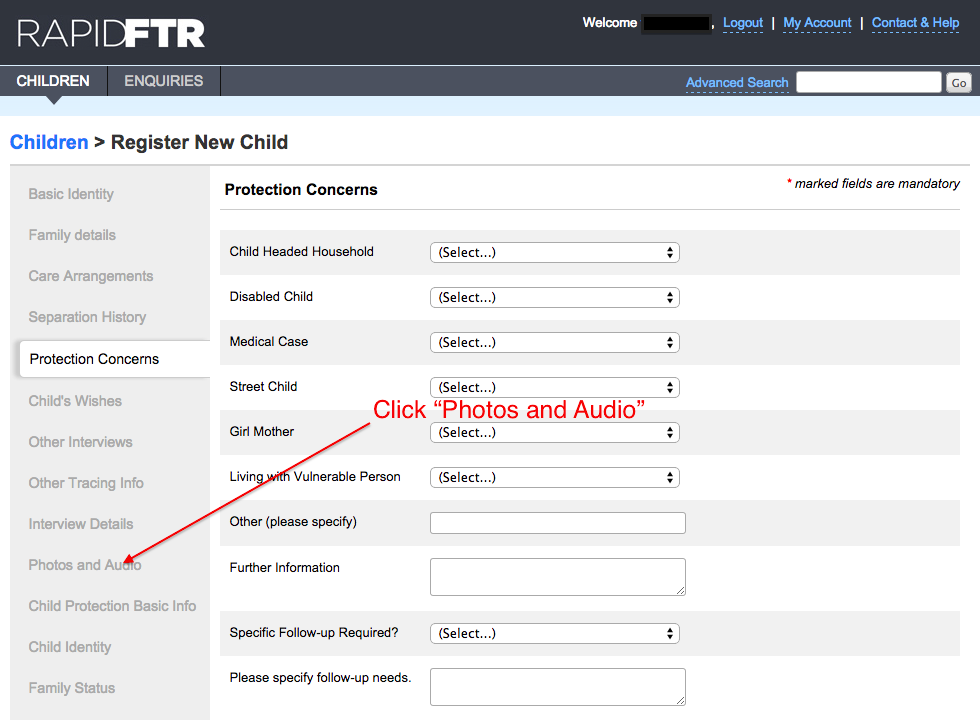 RAPIDFTR
Welcome , Logout | My Account | Contact & Help
CHILDREN ENQUIRIES
Advanced Search Go
Children > Register New Child
Basic Identity
Family details
Care Arrangements
Separation History
Protection Concerns
Child's Wishes
Other Interviews
Other Tracing Info
Interview Details
Photos and Audio
Child Protection Basic Info
Child Identity
Family Status
Protection Concerns
* marked fields are mandatory
Child Headed Household (Select...)
Disabled Child (Select...)
Medical Case (Select...)
Street Child (Select...)
Click “Photos and Audio”
Girl Mother (Select...)
Living with Vulnerable Person (Select...)
Other (please specify)
Further Information
Specific Follow-up Required? (Select...)
Please specify follow-up needs.